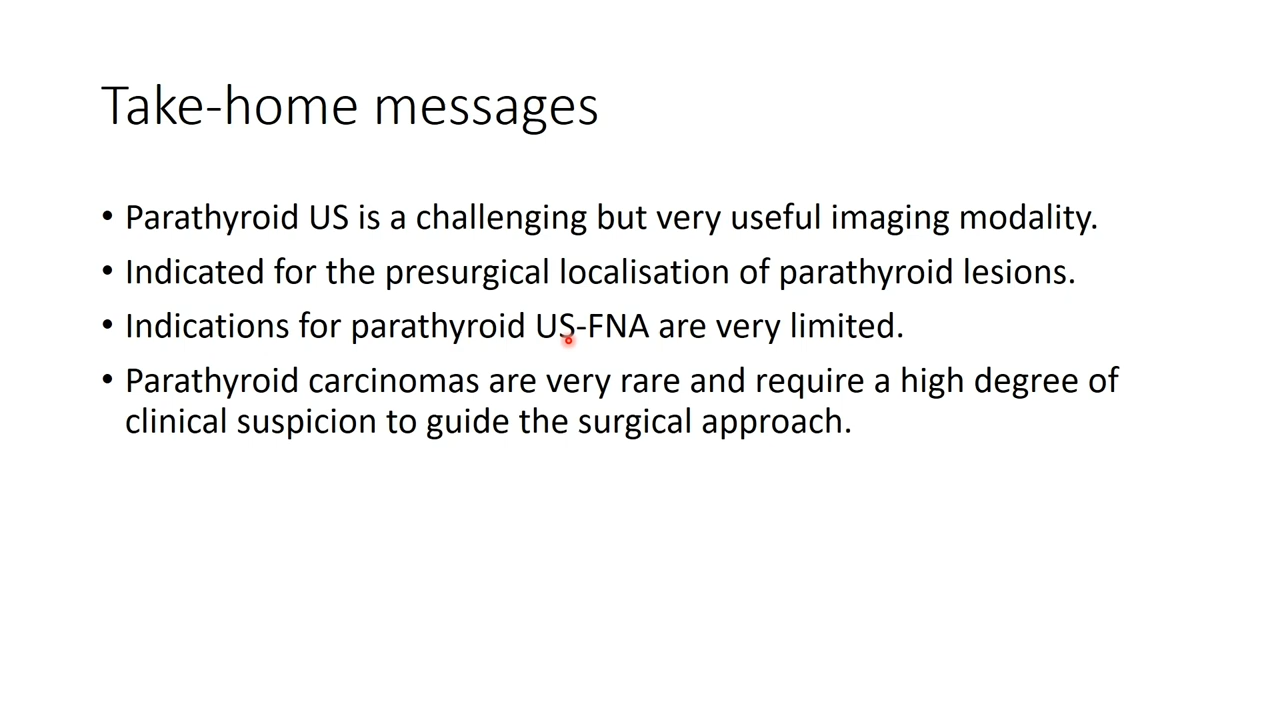 Take-home messages
• Parathyroid US is a challenging but very useful imaging modality.
• Indicated for the presurgical localisation of parathyroid lesions.
• Indications for parathyroid US-FNA are very limited.
• Parathyroid carcinomas are very rare and require a high degree of
clinical suspicion to guide the surgical approach.